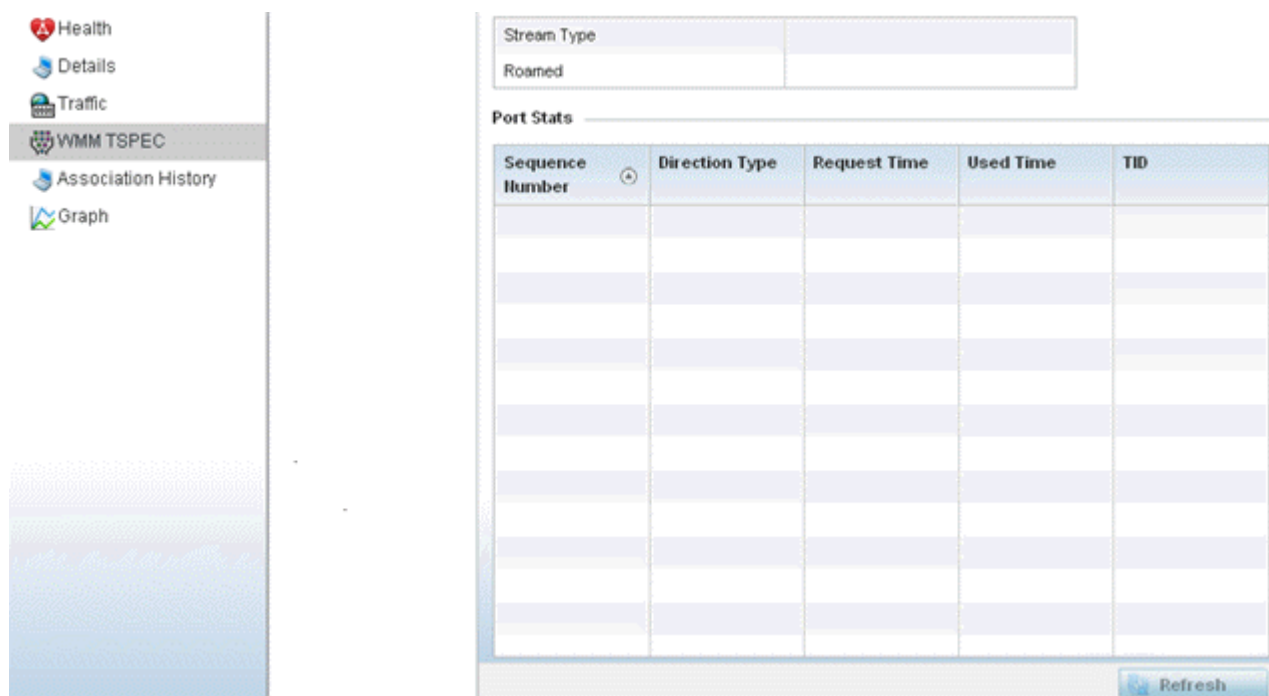 Health
Details
Traffic
WMM TSPEC
Association History
Graph
Stream Type
Roamed
Port Stats
Sequence Number
Direction Type
Request Time
Used Time
TID
Refresh